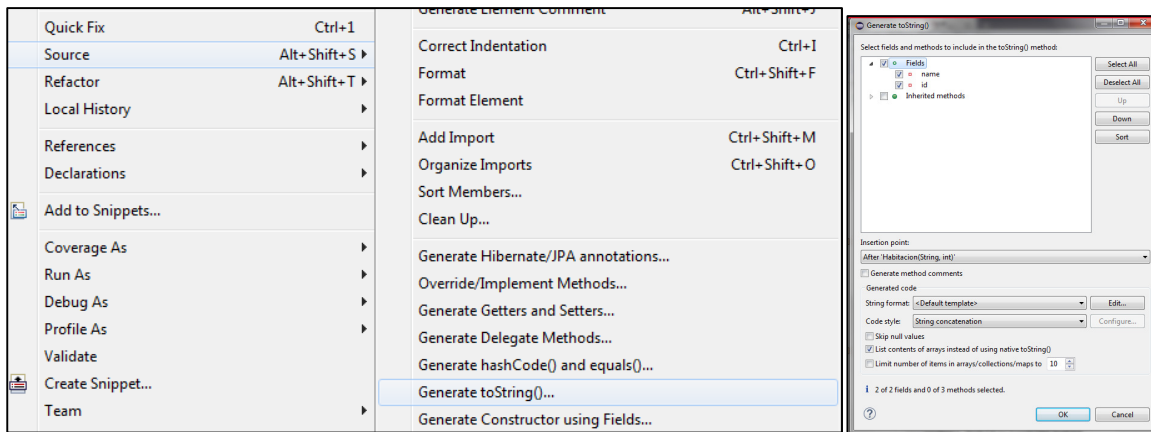 Quick Fix Ctrl+1
Source Alt+Shift+S
Refactor Alt+Shift+T
Local History
References
Declarations
Add to Snippets...
Coverage As
Run As
Debug As
Profile As
Validate
Create Snippet...
Team
Generate Element Comment Alt+Shift+J
Correct Indentation Ctrl+I
Format Ctrl+Shift+F
Format Element
Add Import Ctrl+Shift+M
Organize Imports Ctrl+Shift+O
Sort Members...
Clean Up...
Generate Hibernate/JPA annotations...
Override/Implement Methods...
Generate Getters and Setters...
Generate Delegate Methods...
Generate hashCode() and equals()...
Generate toString()...
Generate Constructor using Fields...
Generate toString()
Select fields and methods to include in the toString() method:
Fields
name
id
Inherited methods
Select All
Deselect All
Up
Down
Sort
Insertion point:
After 'Habitacion(String, int)'
Generate method comments
Generated code
String format: <Default template> Edit...
Code style: String concatenation Configure...
Skip null values
List contents of arrays instead of using native toString()
Limit number of items in arrays/collections/maps to 10
i 2 of 2 fields and 0 of 3 methods selected.
? OK Cancel